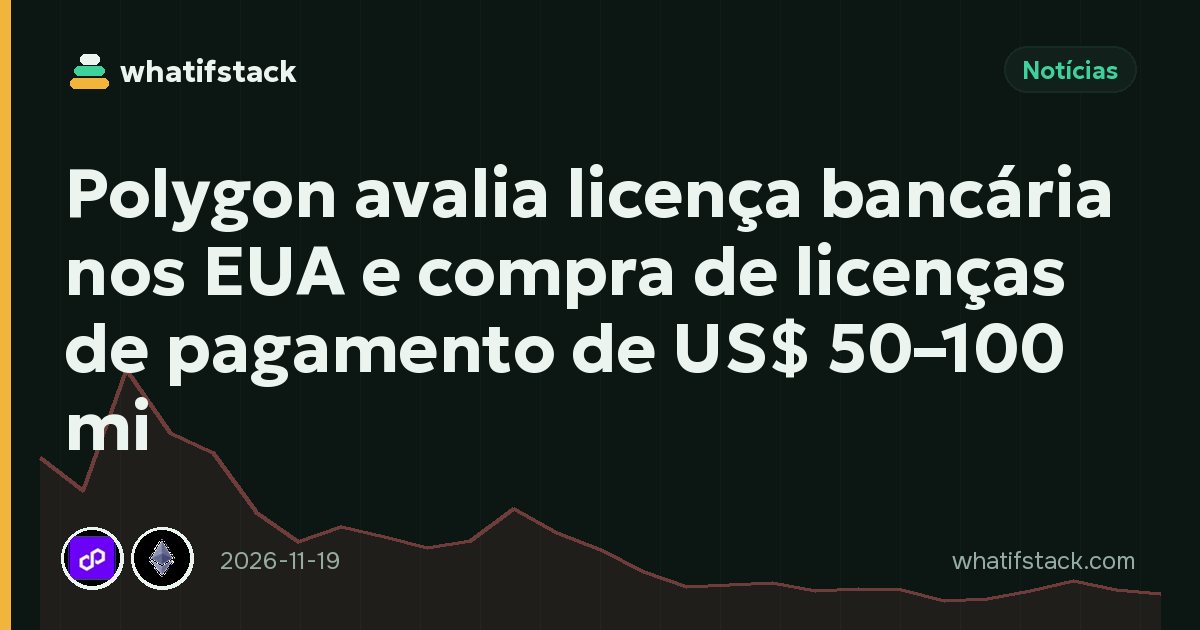 whatifstack
Notícias
Polygon avalia licença bancária
nos EUA e compra de licenças
de pagamento de US$ 50–100
mi
2026-11-19
whatifstack.com